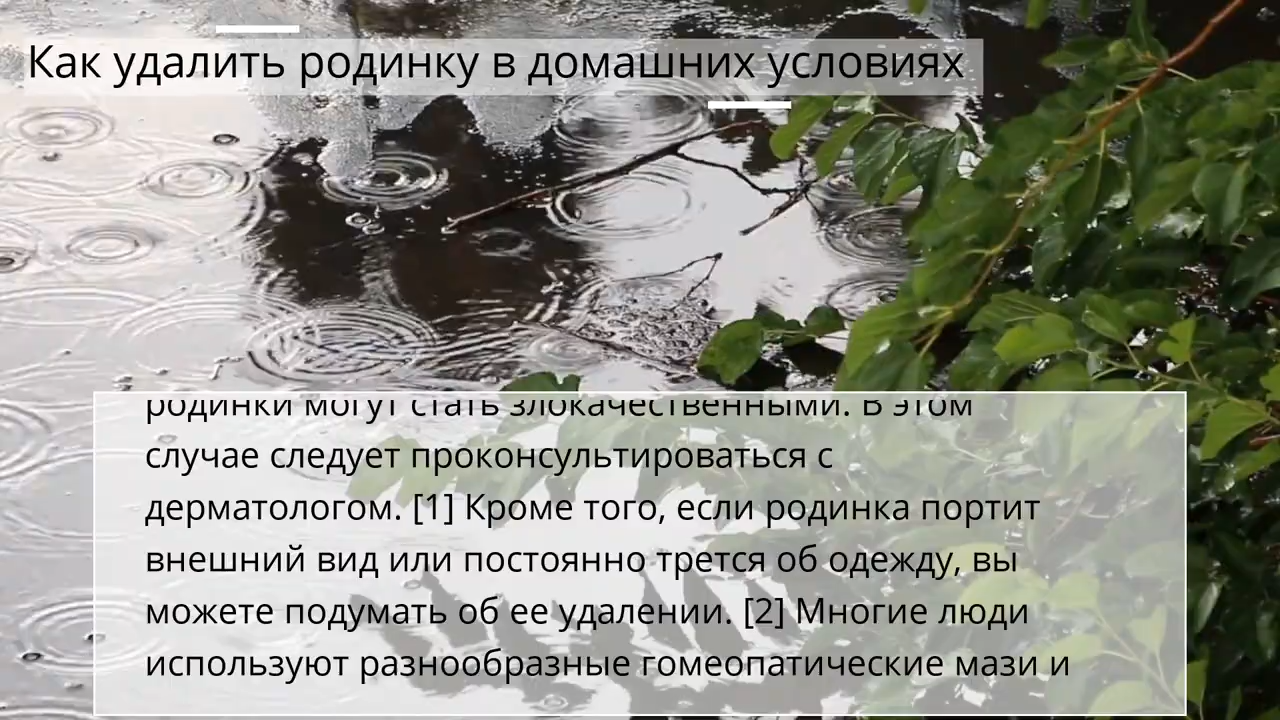 Как удалить родинку в домашних условиях
родинки могут стать злокачественными. В этом
случае следует проконсультироваться с
дерматологом. [1] Кроме того, если родинка портит
внешний вид или постоянно трется об одежду, вы
можете подумать об ее удалении. [2] Многие люди
используют разнообразные гомеопатические мази и